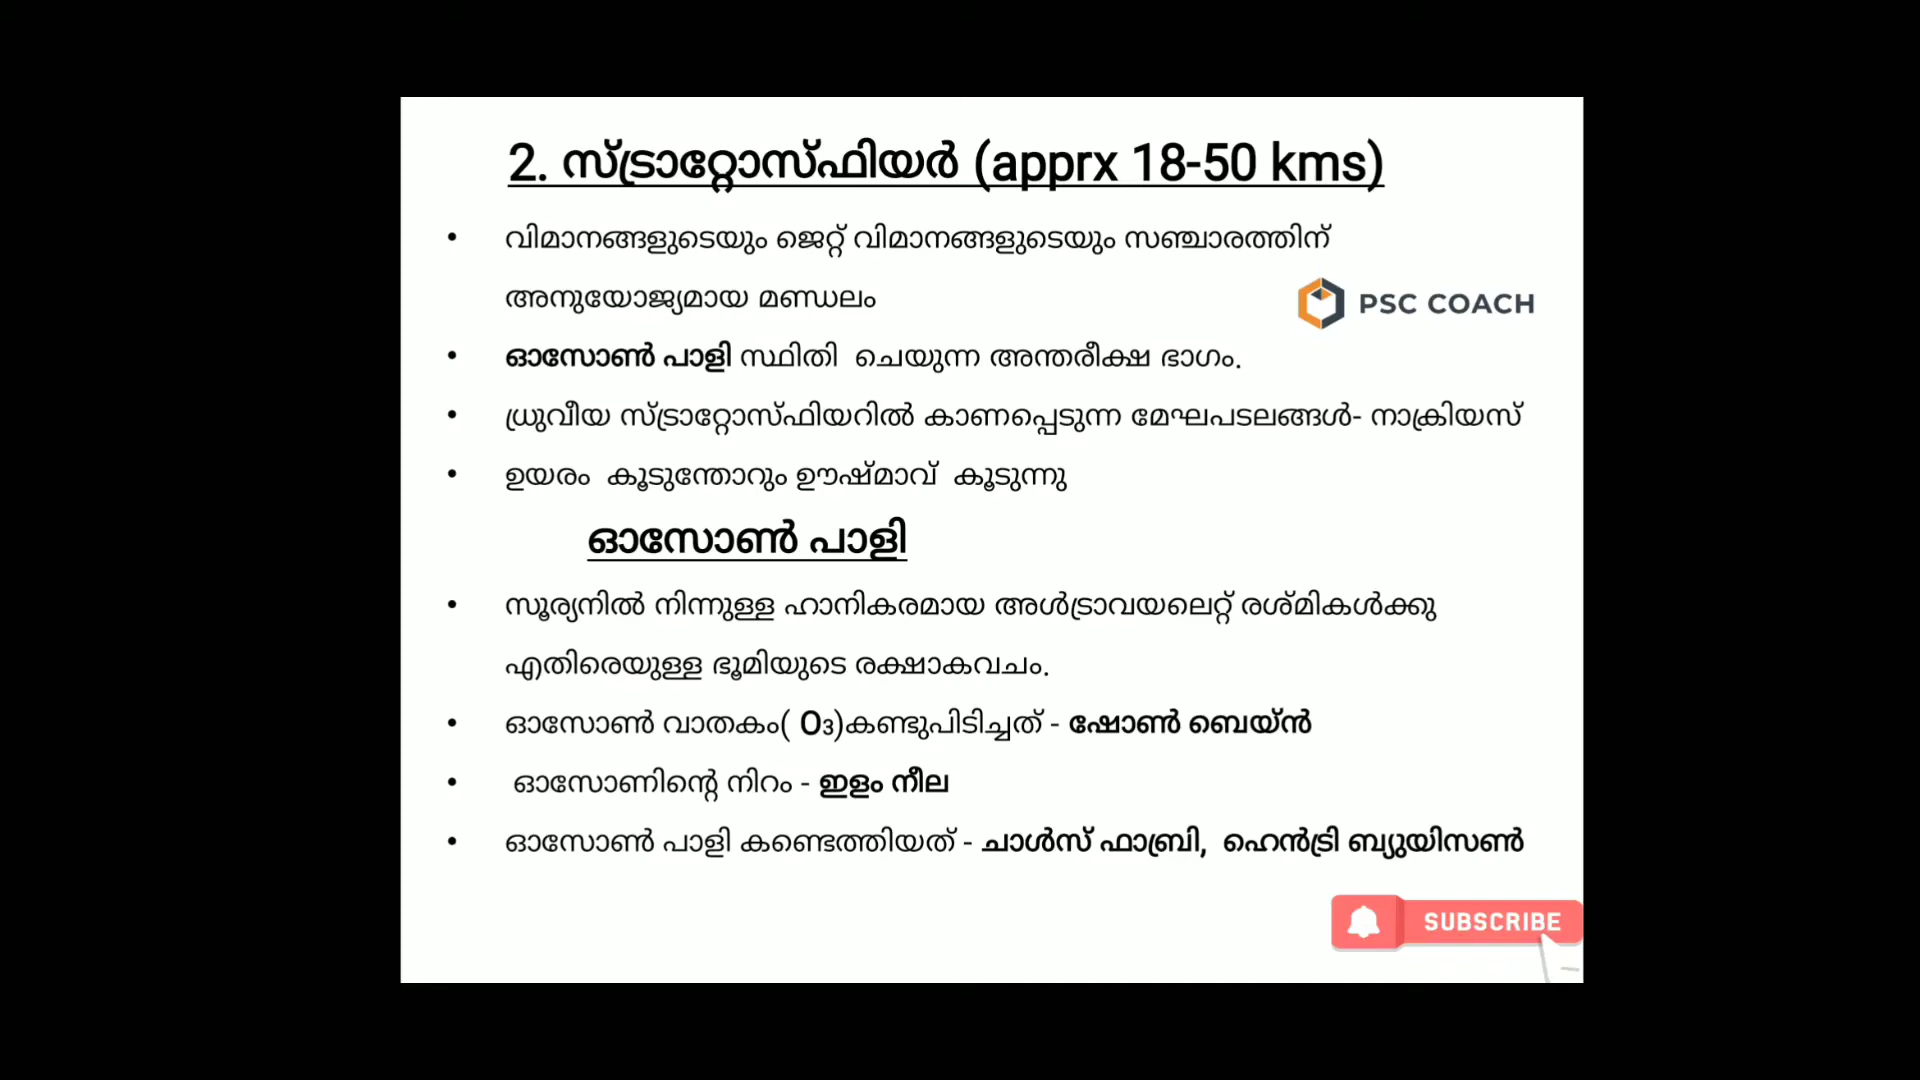 2. സ്ട്രാറ്റോസ്ഫിയർ (apprx 18-50 kms)
• വിമാനങ്ങളുടെയും ജെറ്റ് വിമാനങ്ങളുടെയും സഞ്ചാരത്തിന്
അനുയോജ്യമായ മണ്ഡലം
PSC COACH
• ഓസോൺ പാളി സ്ഥിതി ചെയുന്ന അന്തരീക്ഷ ഭാഗം.
• ധ്രുവീയ സ്ട്രാറ്റോസ്ഫിയറിൽ കാണപ്പെടുന്ന മേഘപടലങ്ങൾ- നാക്രിയസ്
• ഉയരം കൂടുന്തോറും ഊഷ്മാവ് കൂടുന്നു
ഓസോൺ പാളി
• സൂര്യനിൽ നിന്നുള്ള ഹാനികരമായ അൾട്രാവയലെറ്റ് രശ്മികൾക്കു
എതിരെയുള്ള ഭൂമിയുടെ രക്ഷാകവചം.
• ഓസോൺ വാതകം( O₃)കണ്ടുപിടിച്ചത് - ഷോൺ ബെയ്ൻ
• ഓസോണിന്റെ നിറം - ഇളം നീല
• ഓസോൺ പാളി കണ്ടെത്തിയത് - ചാൾസ് ഫാബ്രി, ഹെൻട്രി ബ്യുയിസൺ
SUBSCRIBE